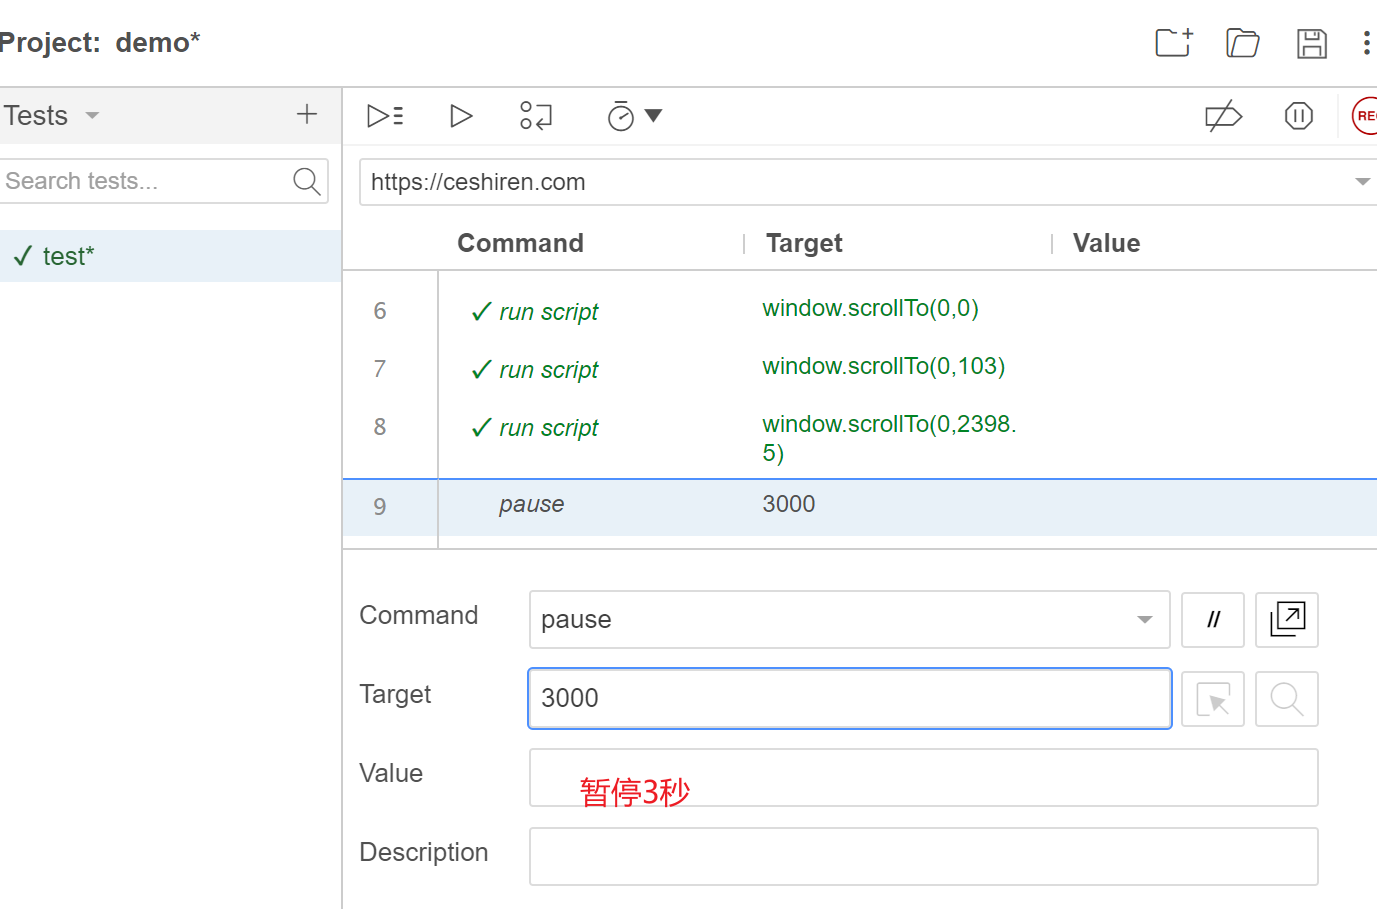 Project: demo*
Tests
Search tests...
✓ test*
https://ceshiren.com
Command Target Value
6 ✓ run script window.scrollTo(0,0)
7 ✓ run script window.scrollTo(0,103)
8 ✓ run script window.scrollTo(0,2398.
5)
9 pause 3000
Command pause //
Target 3000
Value 暂停3秒
Description
REC